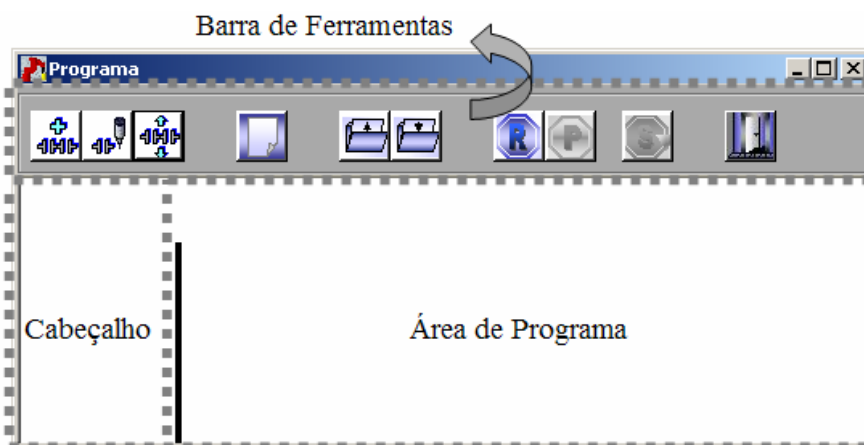 Barra de Ferramentas
Programa
R P S
Cabeçalho
Área de Programa